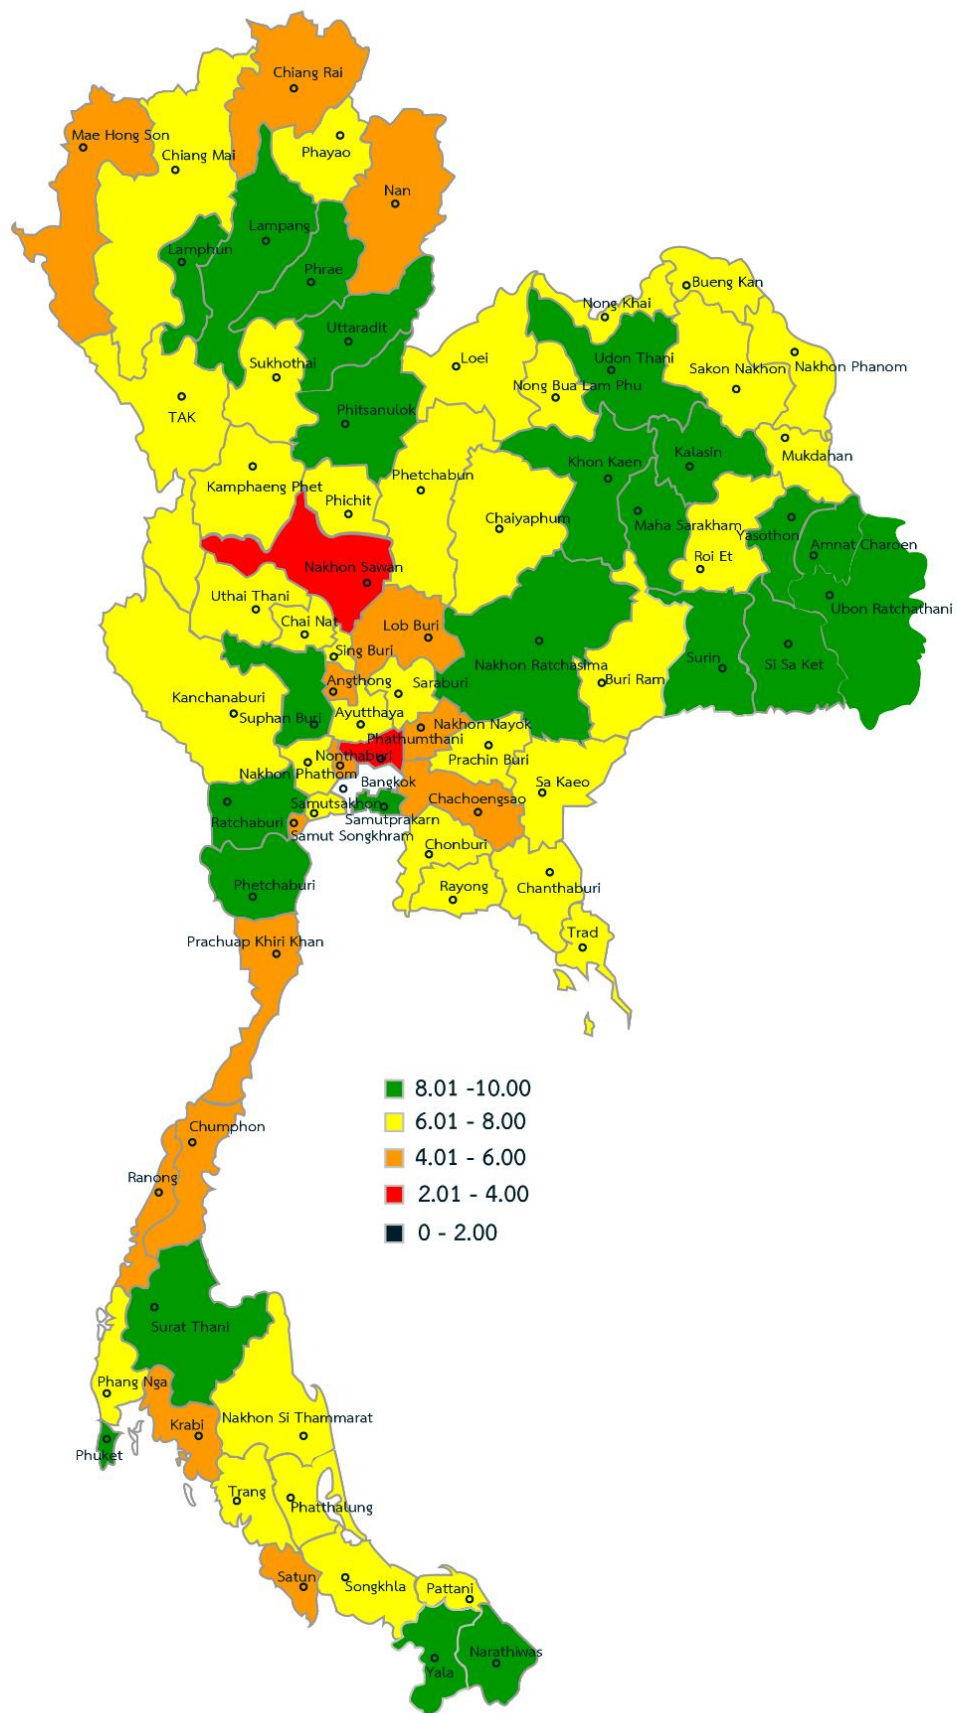 Chiang Rai
Mae Hong Son
Chiang Mai
Phayao
Nan
Lampang
Lamphun
Phrae
Bueng Kan
Nong Khai
Uttaradit
Loei
Udon Thani
Sukhothai
Sakon Nakhon
Nakhon Phanom
Nong Bua Lam Phu
TAK
Phitsanulok
Kalasin
Mukdahan
Khon Kaen
Phetchabun
Kamphaeng Phet
Phichit
Chaiyaphum
Maha Sarakham
Yasothon
Amnat Charoen
Roi Et
Nakhon Sawan
Uthai Thani
Ubon Ratchathani
Chai Nat
Lob Buri
Sing Buri
Nakhon Ratchasima
Surin
Si Sa Ket
Angthong
Saraburi
Buri Ram
Kanchanaburi
Suphan Buri
Ayutthaya
Nakhon Nayok
Phathumthani
Nonthaburi
Prachin Buri
Nakhon Phathom
Bangkok
Sa Kaeo
Samutsakhon
Chachoengsao
Ratchaburi
Samutprakarn
Samut Songkhram
Chonburi
Phetchaburi
Rayong
Chanthaburi
Trad
Prachuap Khiri Khan
8.01 -10.00
6.01 - 8.00
4.01 - 6.00
2.01 - 4.00
0 - 2.00
Chumphon
Ranong
Surat Thani
Phang Nga
Nakhon Si Thammarat
Krabi
Phuket
Trang
Phatthalung
Satun
Songkhla
Pattani
Narathiwas
Yala